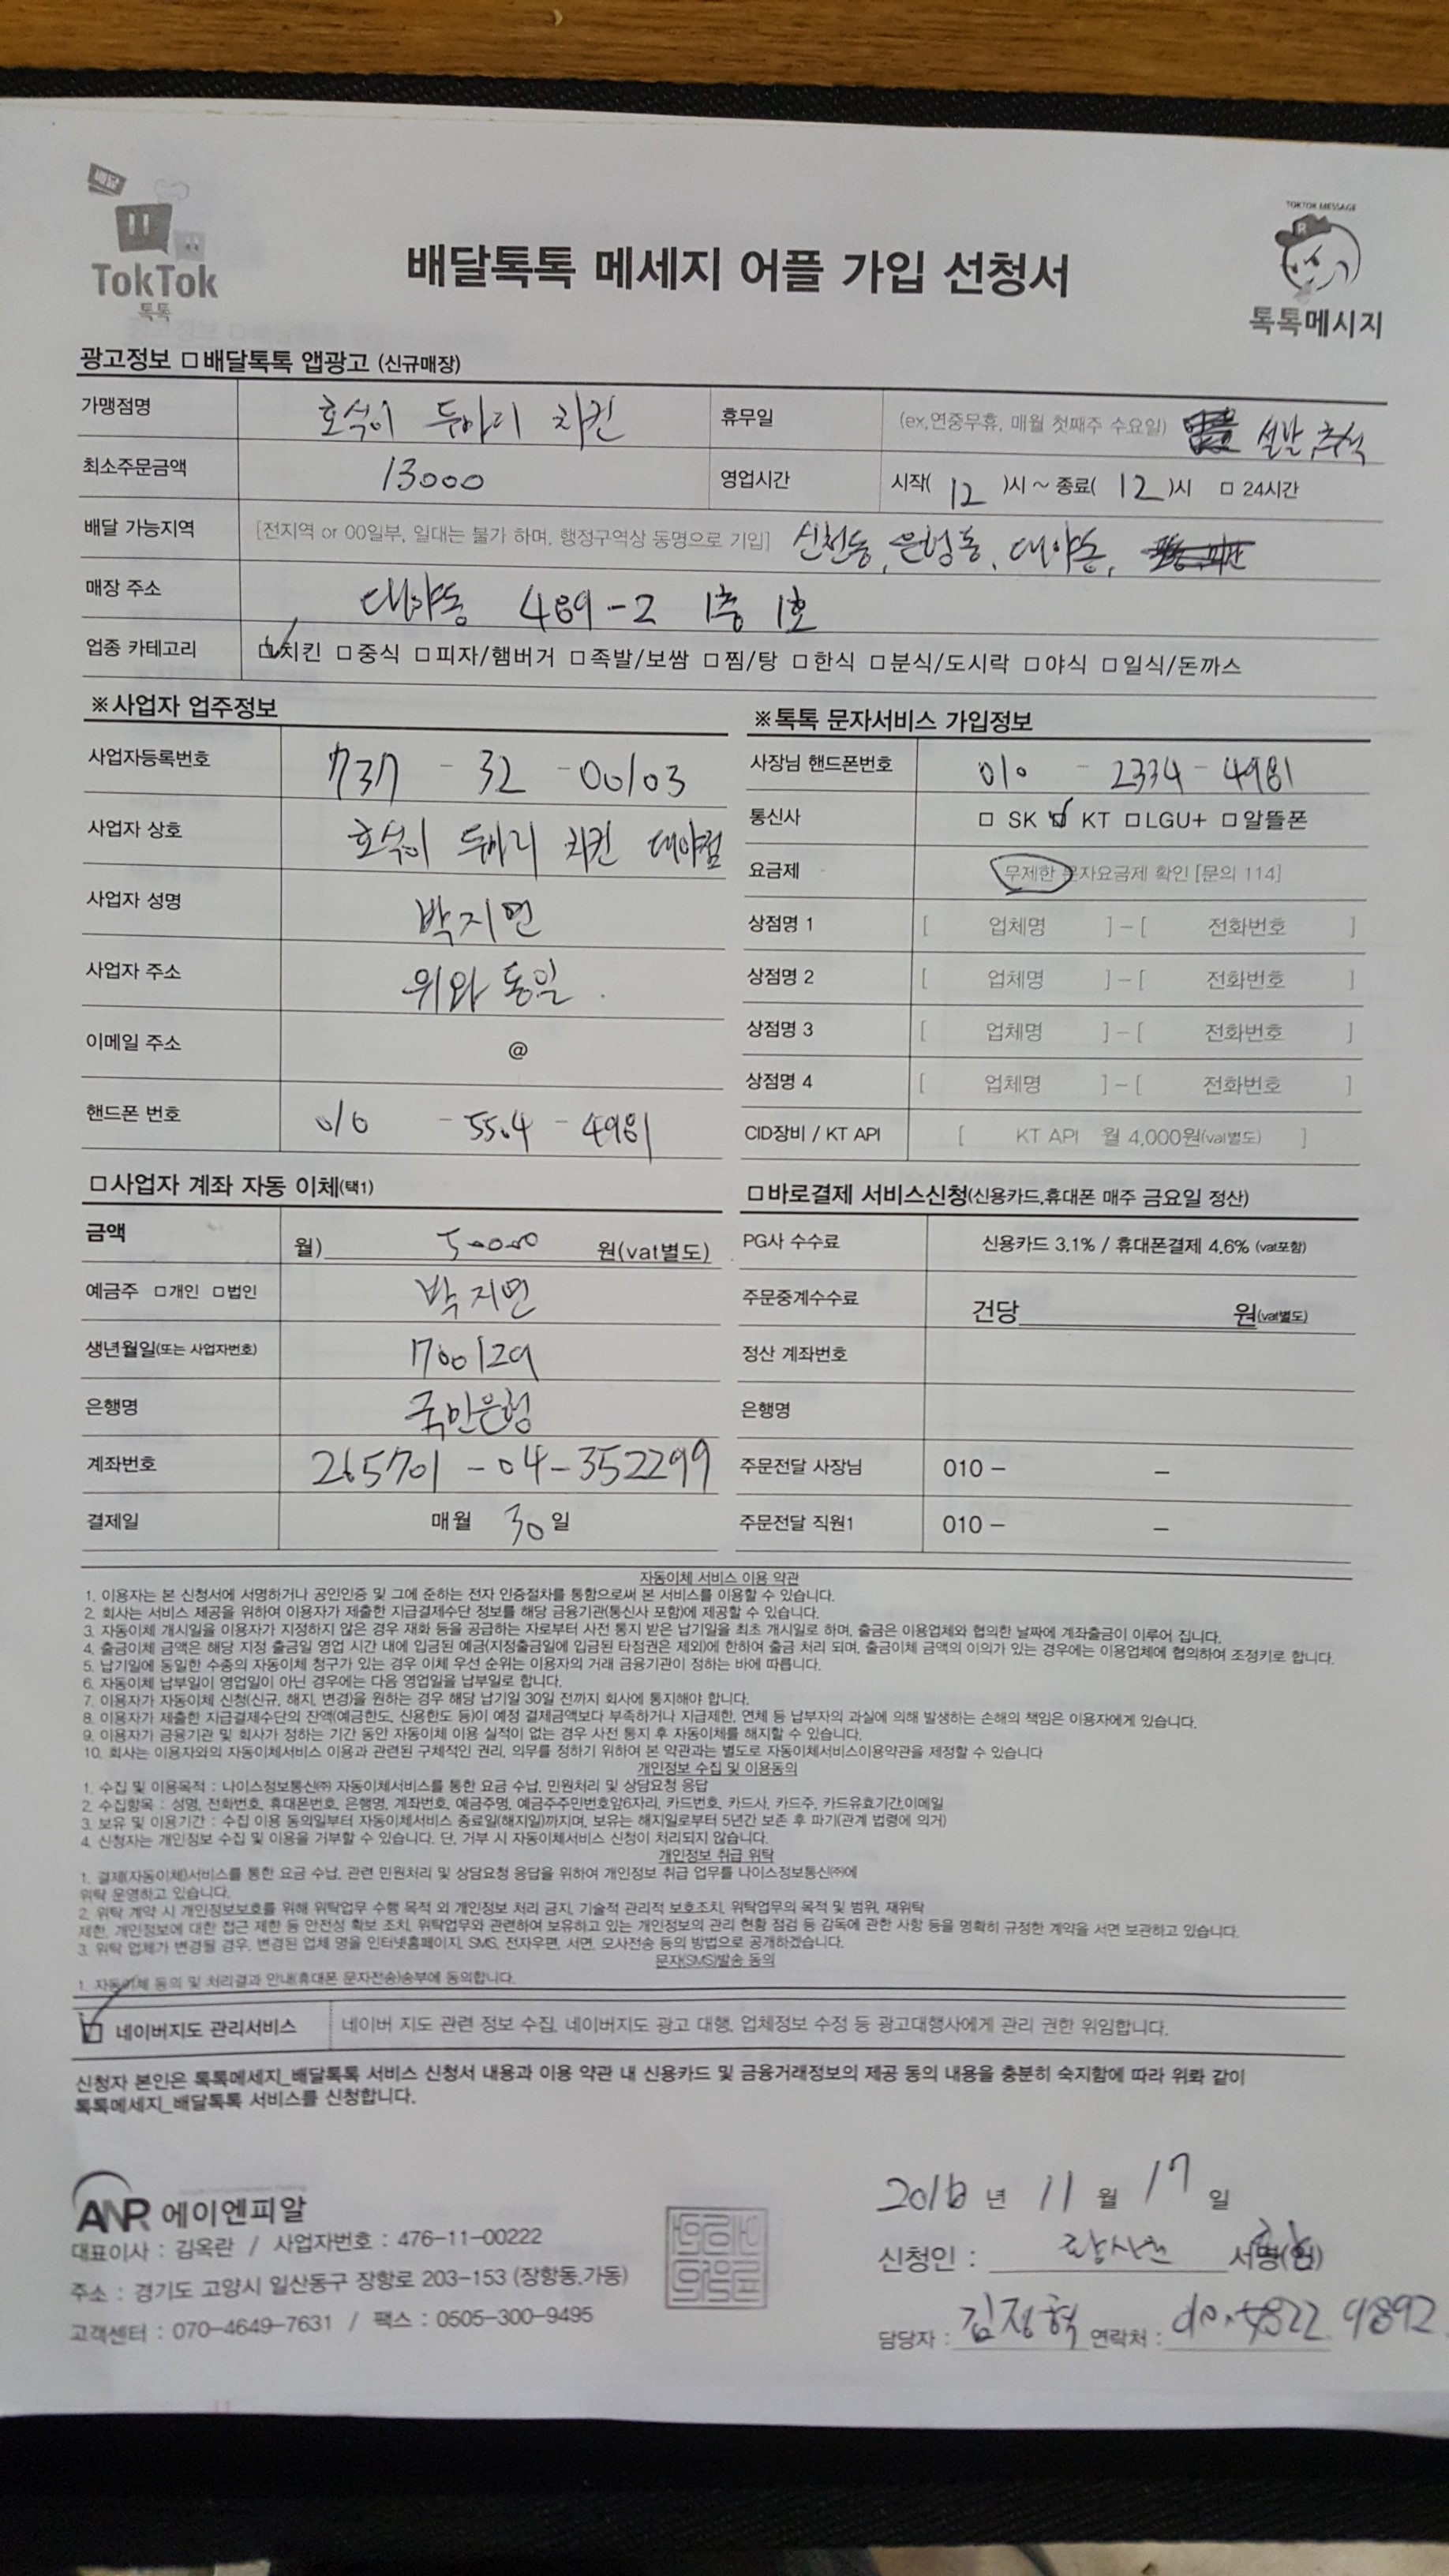 TokTok
톡톡
배달톡톡 메세지 어플 가입 선청서
TOKTOK MESSAGE
R
톡톡메시지
광고정보 □ 배달톡톡 앱광고 (신규매장)
가맹점명 호석이 두마리 치킨 휴무일 (ex,연중무휴, 매월 첫째주 수요일) 설날,추석
최소주문금액 13000 영업시간 시작( 12 )시 ~ 종료( 12 )시 □ 24시간
배달 가능지역 [전지역 or 00일부, 일대는 불가 하며, 행정구역상 동명으로 기입] 신천동, 은행동, 대야동,
매장 주소 대야동 489-2 1층 1호
업종 카테고리 ☑치킨 □중식 □피자/햄버거 □족발/보쌈 □찜/탕 □한식 □분식/도시락 □야식 □일식/돈까스
※사업자 업주정보
사업자등록번호 737 - 32 - 00103
사업자 상호 호석이 두마리 치킨 대야점
사업자 성명 박지연
사업자 주소 위와 동일.
이메일 주소 @
핸드폰 번호 010 - 5504 - 4981
※톡톡 문자서비스 가입정보
사장님 핸드폰번호 010 - 2334 - 4981
통신사 □ SK ☑ KT □LGU+ □알뜰폰
요금제 무제한 문자요금제 확인 [문의 114]
상점명 1 [ 업체명 ] – [ 전화번호 ]
상점명 2 [ 업체명 ] – [ 전화번호 ]
상점명 3 [ 업체명 ] – [ 전화번호 ]
상점명 4 [ 업체명 ] – [ 전화번호 ]
CID장비 / KT API [ KT API 월 4,000원(vat별도) ]
□사업자 계좌 자동 이체(택1)
금액 월) 50000 원(vat별도)
예금주 □개인 □법인 박지연
생년월일(또는 사업자번호) 700129
은행명 국민은행
계좌번호 265701-04-352299
결제일 매월 30일
□바로결제 서비스신청(신용카드,휴대폰 매주 금요일 정산)
PG사 수수료 신용카드 3.1% / 휴대폰결제 4.6% (vat포함)
주문중계수수료 건당 원(vat별도)
정산 계좌번호
은행명
주문전달 사장님 010 – –
주문전달 직원1 010 – –
자동이체 서비스 이용 약관
1. 이용자는 본 신청서에 서명하거나 공인인증 및 그에 준하는 전자 인증절차를 통함으로써 본 서비스를 이용할 수 있습니다.
2. 회사는 서비스 제공을 위하여 이용자가 제출한 지급결제수단 정보를 해당 금융기관(통신사 포함)에 제공할 수 있습니다.
3. 자동이체 개시일을 이용자가 지정하지 않은 경우 재화 등을 공급하는 자로부터 사전 통지 받은 납기일을 최초 개시일로 하며, 출금은 이용업체와 협의한 날짜에 계좌출금이 이루어 집니다.
4. 출금이체 금액은 해당 지정 출금일 영업 시간 내에 입금된 예금(지정출금일에 입금된 타점권은 제외)에 한하여 출금 처리 되며, 출금이체 금액의 이의가 있는 경우에는 이용업체에 협의하여 조정키로 합니다.
5. 납기일에 동일한 수종의 자동이체 청구가 있는 경우 이체 우선 순위는 이용자의 거래 금융기관이 정하는 바에 따릅니다.
6. 자동이체 납부일이 영업일이 아닌 경우에는 다음 영업일을 납부일로 합니다.
7. 이용자가 자동이체 신청(신규, 해지, 변경)을 원하는 경우 해당 납기일 30일 전까지 회사에 통지해야 합니다.
8. 이용자가 제출한 지급결제수단의 잔액(예금한도, 신용한도 등)이 예정 결제금액보다 부족하거나 지급제한, 연체 등 납부자의 과실에 의해 발생하는 손해의 책임은 이용자에게 있습니다.
9. 이용자가 금융기관 및 회사가 정하는 기간 동안 자동이체 이용 실적이 없는 경우 사전 통지 후 자동이체를 해지할 수 있습니다.
10. 회사는 이용자와의 자동이체서비스 이용과 관련된 구체적인 권리, 의무를 정하기 위하여 본 약관과는 별도로 자동이체서비스이용약관을 제정할 수 있습니다
개인정보 수집 및 이용동의
1. 수집 및 이용목적 : 나이스정보통신㈜ 자동이체서비스를 통한 요금 수납, 민원처리 및 상담요청 응답
2. 수집항목 : 성명, 전화번호, 휴대폰번호, 은행명, 계좌번호, 예금주명, 예금주주민번호앞6자리, 카드번호, 카드사, 카드주, 카드유효기간,이메일
3. 보유 및 이용기간 : 수집 이용 동의일부터 자동이체서비스 종료일(해지일)까지며, 보유는 해지일로부터 5년간 보존 후 파기(관계 법령에 의거)
4. 신청자는 개인정보 수집 및 이용을 거부할 수 있습니다. 단, 거부 시 자동이체서비스 신청이 처리되지 않습니다.
개인정보 취급 위탁
1. 결제(자동이체)서비스를 통한 요금 수납, 관련 민원처리 및 상담요청 응답을 위하여 개인정보 취급 업무를 나이스정보통신㈜에
위탁 운영하고 있습니다.
2. 위탁 계약 시 개인정보보호를 위해 위탁업무 수행 목적 외 개인정보 처리 금지, 기술적 관리적 보호조치, 위탁업무의 목적 및 범위, 재위탁
제한, 개인정보에 대한 접근 제한 등 안전성 확보 조치, 위탁업무와 관련하여 보유하고 있는 개인정보의 관리 현황 점검 등 감독에 관한 사항 등을 명확히 규정한 계약을 서면 보관하고 있습니다.
3. 위탁 업체가 변경될 경우, 변경된 업체 명을 인터넷홈페이지, SMS, 전자우편, 서면, 모사전송 등의 방법으로 공개하겠습니다.
문자(SMS)발송 동의
1. 자동이체 동의 및 처리결과 안내(휴대폰 문자전송)송부에 동의합니다.
☑ 네이버지도 관리서비스 네이버 지도 관련 정보 수집, 네이버지도 광고 대행, 업체정보 수정 등 광고대행사에게 관리 권한 위임합니다.
신청자 본인은 톡톡메세지_배달톡톡 서비스 신청서 내용과 이용 약관 내 신용카드 및 금융거래정보의 제공 동의 내용을 충분히 숙지함에 따라 위와 같이
톡톡메세지_배달톡톡 서비스를 신청합니다.
ANR 에이엔피알
대표이사 : 김옥란 / 사업자번호 : 476-11-00222
주소 : 경기도 고양시 일산동구 장항로 203-153 (장항동,가동)
고객센터 : 070-4649-7631 / 팩스 : 0505-300-9495
2016 년 11 월 17 일
신청인 : 서명(인)
담당자 : 김정혁 연락처 : 010.4822.9892